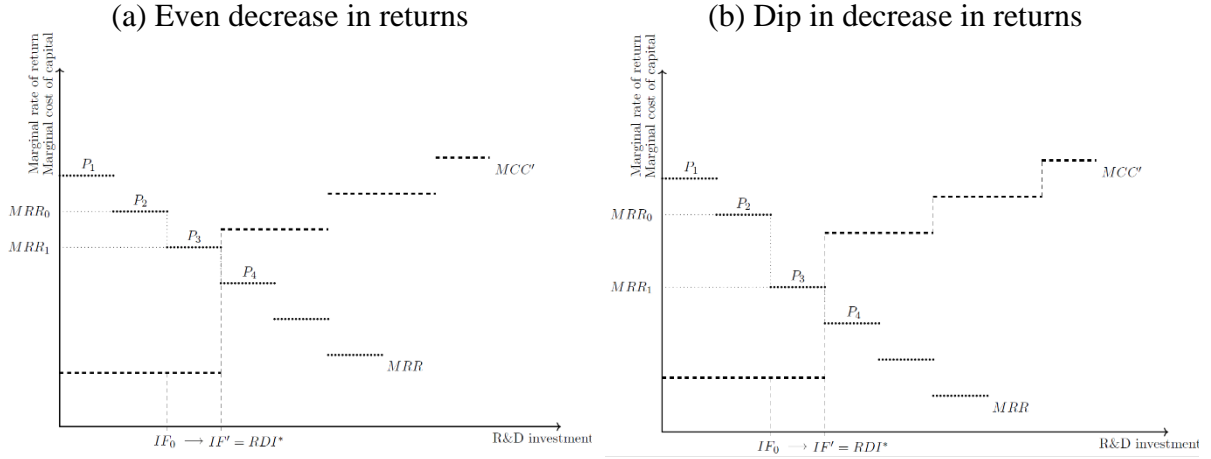 (a) Even decrease in returns
Marginal rate of return
Marginal cost of capital
P₁
MCC′
MRR₀
P₂
MRR₁
P₃
P₄
MRR
IF₀ → IF′ = RDI*
R&D investment
(b) Dip in decrease in returns
Marginal rate of return
Marginal cost of capital
P₁
MCC′
MRR₀
P₂
MRR₁
P₃
P₄
MRR
IF₀ → IF′ = RDI*
R&D investment